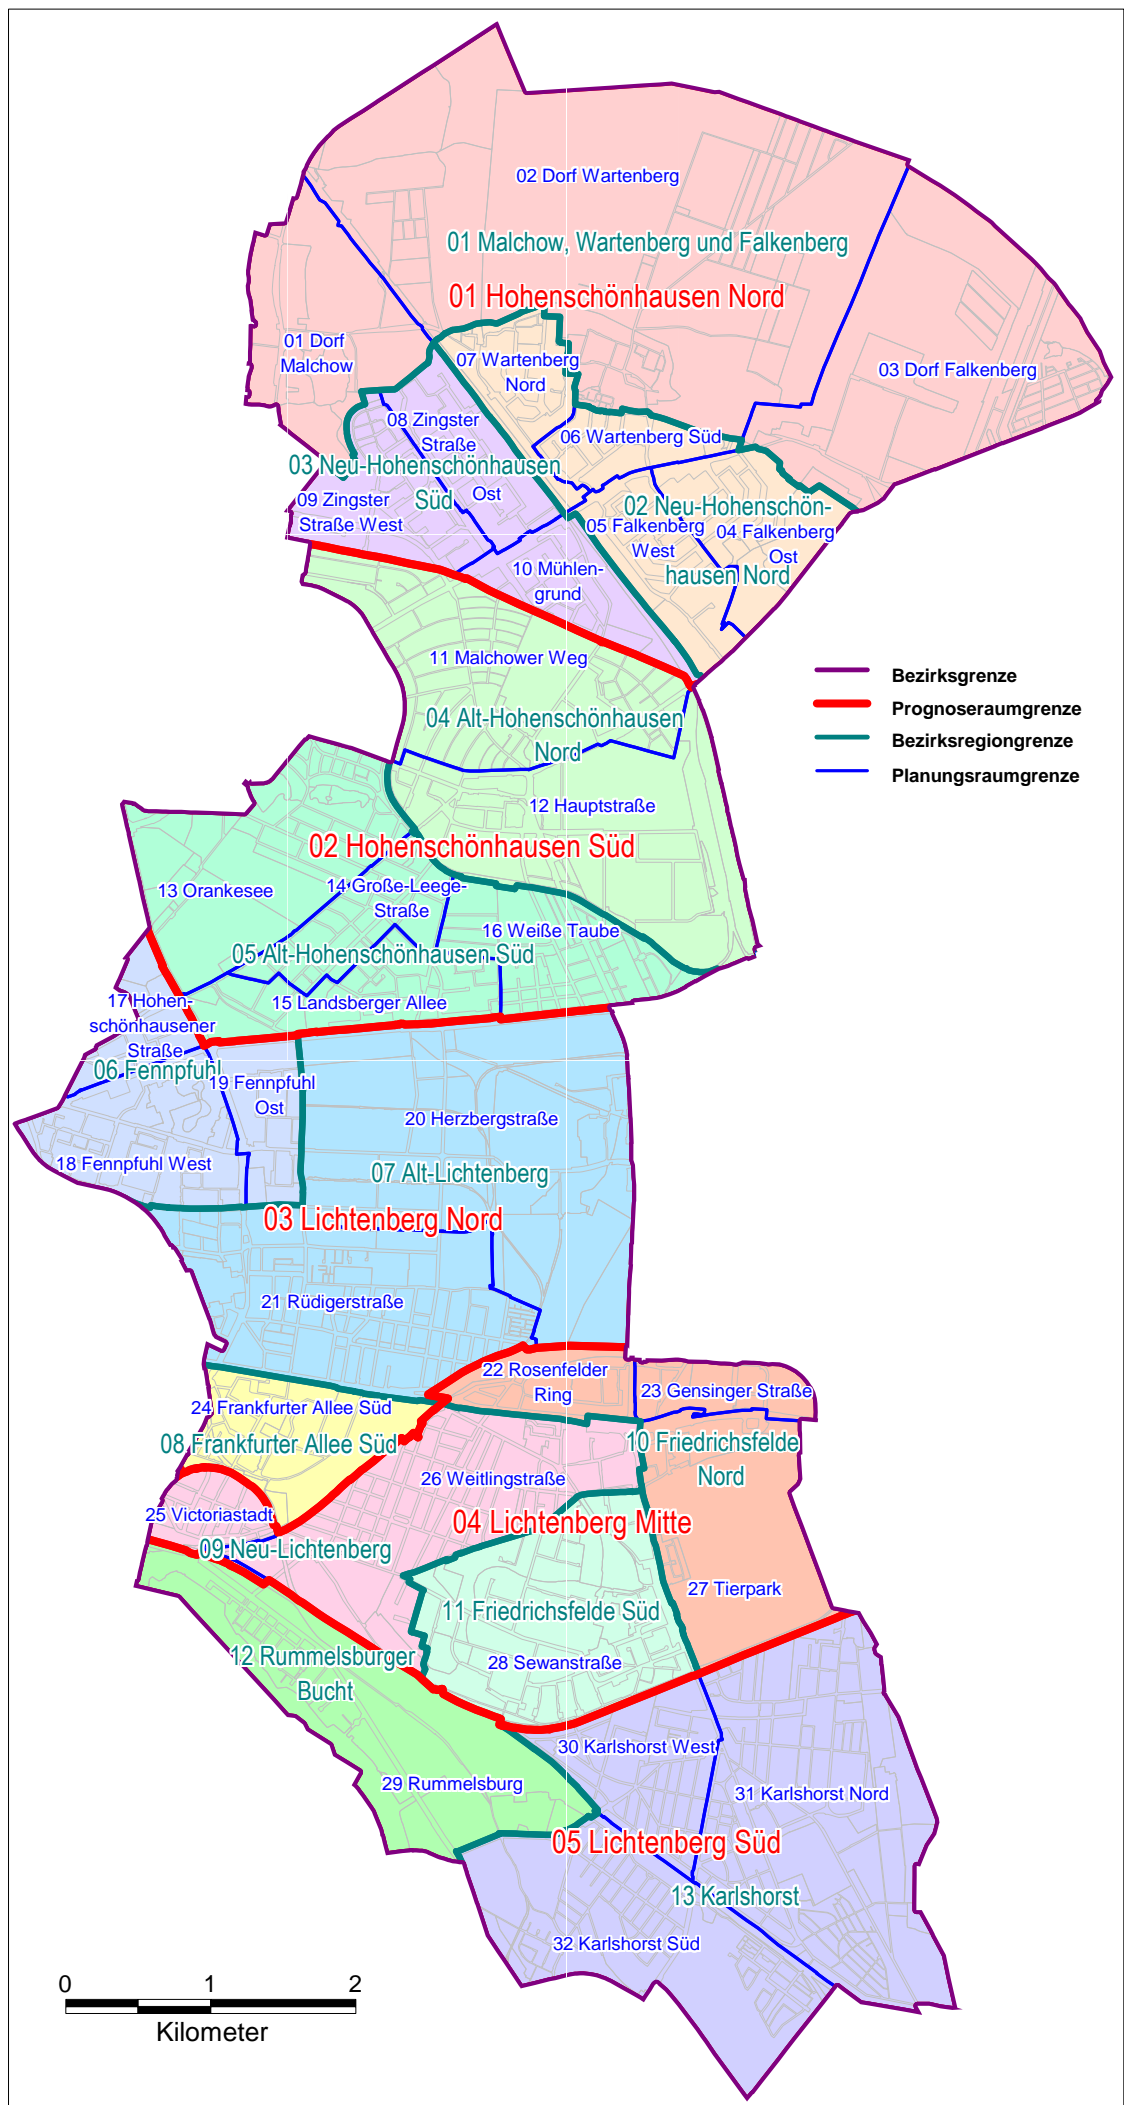 02 Dorf Wartenberg
01 Malchow, Wartenberg und Falkenberg
01 Hohenschönhausen Nord
01 Dorf
Malchow
07 Wartenberg
Nord
03 Dorf Falkenberg
08 Zingster
Straße
Ost
06 Wartenberg Süd
03 Neu-Hohenschönhausen
Süd
09 Zingster
Straße West
02 Neu-Hohenschön-
hausen Nord
05 Falkenberg
West
04 Falkenberg
Ost
10 Mühlen-
grund
11 Malchower Weg
04 Alt-Hohenschönhausen
Nord
Bezirksgrenze
Prognoseraumgrenze
Bezirksregiongrenze
Planungsraumgrenze
12 Hauptstraße
02 Hohenschönhausen Süd
13 Orankesee
14 Große-Leege-
Straße
16 Weiße Taube
05 Alt-Hohenschönhausen Süd
15 Landsberger Allee
17 Hohen-
schönhausener
Straße
06 Fennpfuhl
19 Fennpfuhl
Ost
20 Herzbergstraße
18 Fennpfuhl West
07 Alt-Lichtenberg
03 Lichtenberg Nord
21 Rüdigerstraße
22 Rosenfelder
Ring
23 Gensinger Straße
24 Frankfurter Allee Süd
08 Frankfurter Allee Süd
10 Friedrichsfelde
Nord
26 Weitlingstraße
25 Victoriastadt
04 Lichtenberg Mitte
09 Neu-Lichtenberg
27 Tierpark
11 Friedrichsfelde Süd
28 Sewanstraße
12 Rummelsburger
Bucht
30 Karlshorst West
29 Rummelsburg
31 Karlshorst Nord
05 Lichtenberg Süd
13 Karlshorst
32 Karlshorst Süd
0 1 2
Kilometer